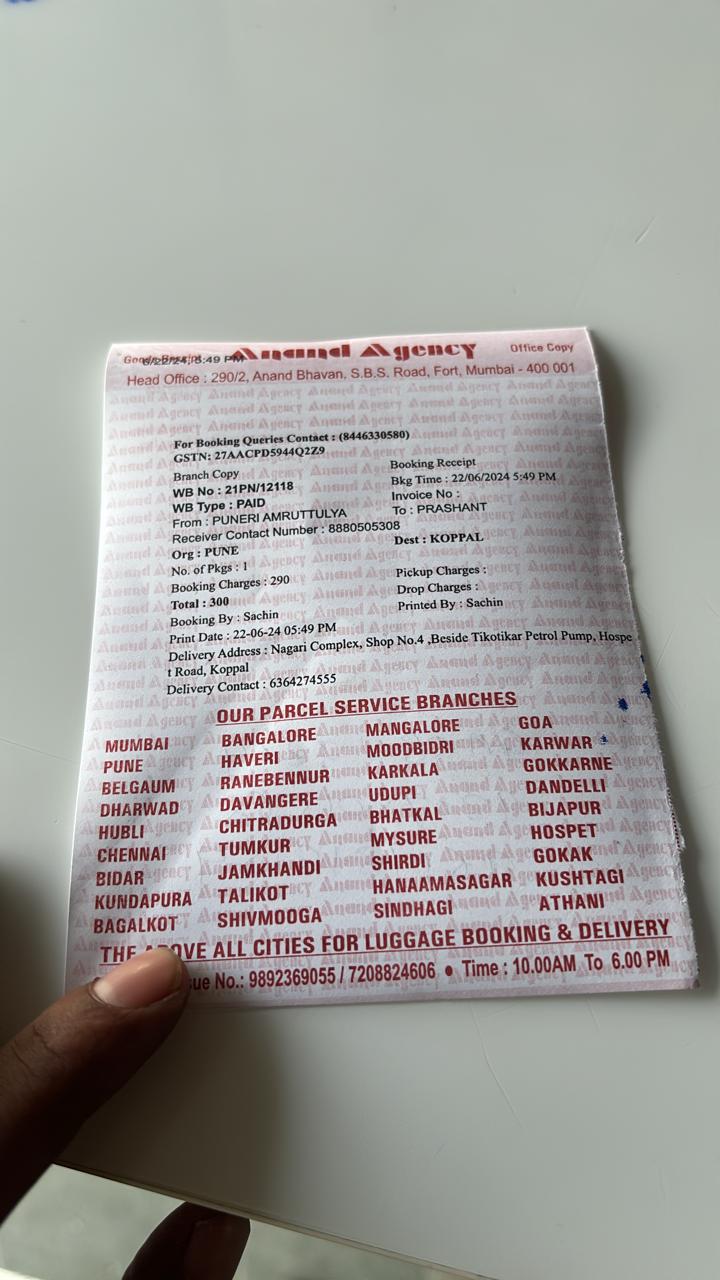 Goods Receipt 6/22/24, 5:49 PM Anand Agency Office Copy
Head Office : 290/2, Anand Bhavan, S.B.S. Road, Fort, Mumbai - 400 001
For Booking Queries Contact : (8446330580)
GSTN: 27AACPD5944Q2Z9
Branch Copy Booking Receipt
WB No : 21PN/12118 Bkg Time : 22/06/2024 5:49 PM
WB Type : PAID Invoice No :
From : PUNERI AMRUTTULYA To : PRASHANT
Receiver Contact Number : 8880505308
Org : PUNE Dest : KOPPAL
No. of Pkgs : 1
Booking Charges : 290 Pickup Charges :
Total : 300 Drop Charges :
Booking By : Sachin Printed By : Sachin
Print Date : 22-06-24 05:49 PM
Delivery Address : Nagari Complex, Shop No.4 ,Beside Tikotikar Petrol Pump, Hospe
t Road, Koppal
Delivery Contact : 6364274555
OUR PARCEL SERVICE BRANCHES
MUMBAI BANGALORE MANGALORE GOA
PUNE HAVERI MOODBIDRI KARWAR
BELGAUM RANEBENNUR KARKALA GOKKARNE
DHARWAD DAVANGERE UDUPI DANDELLI
HUBLI CHITRADURGA BHATKAL BIJAPUR
CHENNAI TUMKUR MYSURE HOSPET
BIDAR JAMKHANDI SHIRDI GOKAK
KUNDAPURA TALIKOT HANAAMASAGAR KUSHTAGI
BAGALKOT SHIVMOOGA SINDHAGI ATHANI
THE ABOVE ALL CITIES FOR LUGGAGE BOOKING & DELIVERY
sue No.: 9892369055 / 7208824606 • Time : 10.00AM To 6.00 PM